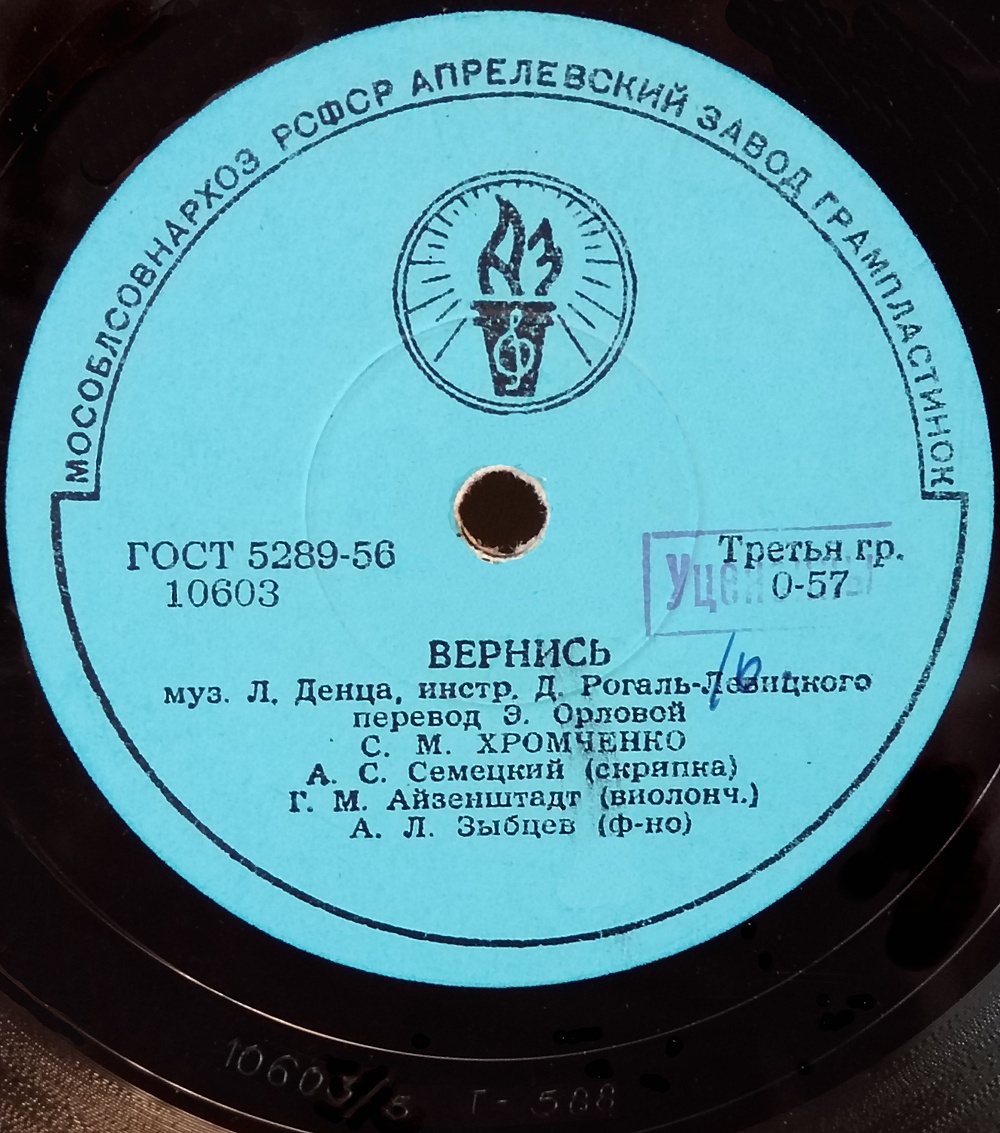 МОСОБЛСОВНАРХОЗ РСФСР АПРЕЛЕВСКИЙ ЗАВОД ГРАМПЛАСТИНОК
АЗ
ГОСТ 5289-56
10603
Третья гр.
0-57
ВЕРНИСЬ
муз. Л. Денца, инстр. Д. Рогаль-Левицкого
перевод Э. Орловой
С. М. ХРОМЧЕНКО
А. С. Семецкий (скрипка)
Г. М. Айзенштадт (виолонч.)
А. Л. Зыбцев (ф-но)
10603/5 Г- 588